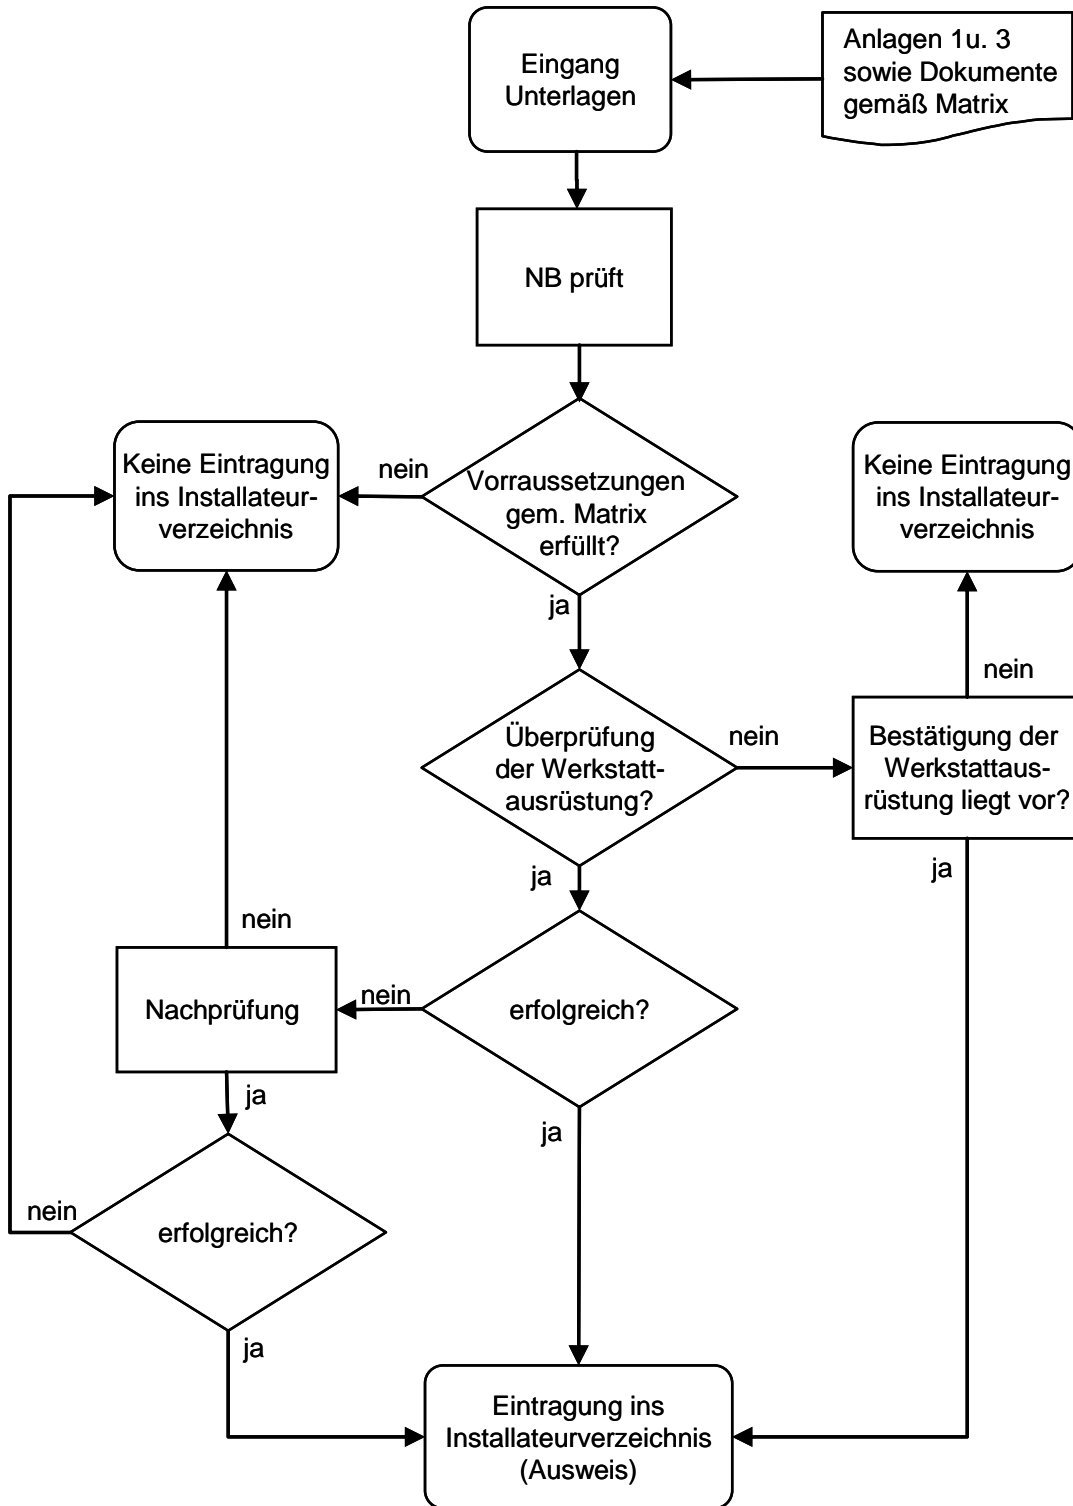 Eingang
Unterlagen
Anlagen 1u. 3
sowie Dokumente
gemäß Matrix
NB prüft
Keine Eintragung
ins Installateur-
verzeichnis
nein
Vorraussetzungen
gem. Matrix
erfüllt?
Keine Eintragung
ins Installateur-
verzeichnis
ja
nein
Überprüfung
der Werkstatt-
ausrüstung?
nein
Bestätigung der
Werkstattaus-
rüstung liegt vor?
ja
ja
nein
Nachprüfung
nein
erfolgreich?
ja
ja
nein
erfolgreich?
ja
Eintragung ins
Installateurverzeichnis
(Ausweis)